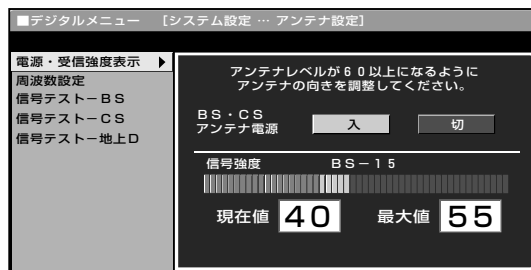 ■デジタルメニュー [システム設定 … アンテナ設定]
電源・受信強度表示 ▶
周波数設定
信号テストーBS
信号テストーCS
信号テストー地上D
アンテナレベルが60以上になるように
アンテナの向きを調整してください。
BS・CS
アンテナ電源 入 切
信号強度 BS-15
現在値 40 最大値 55